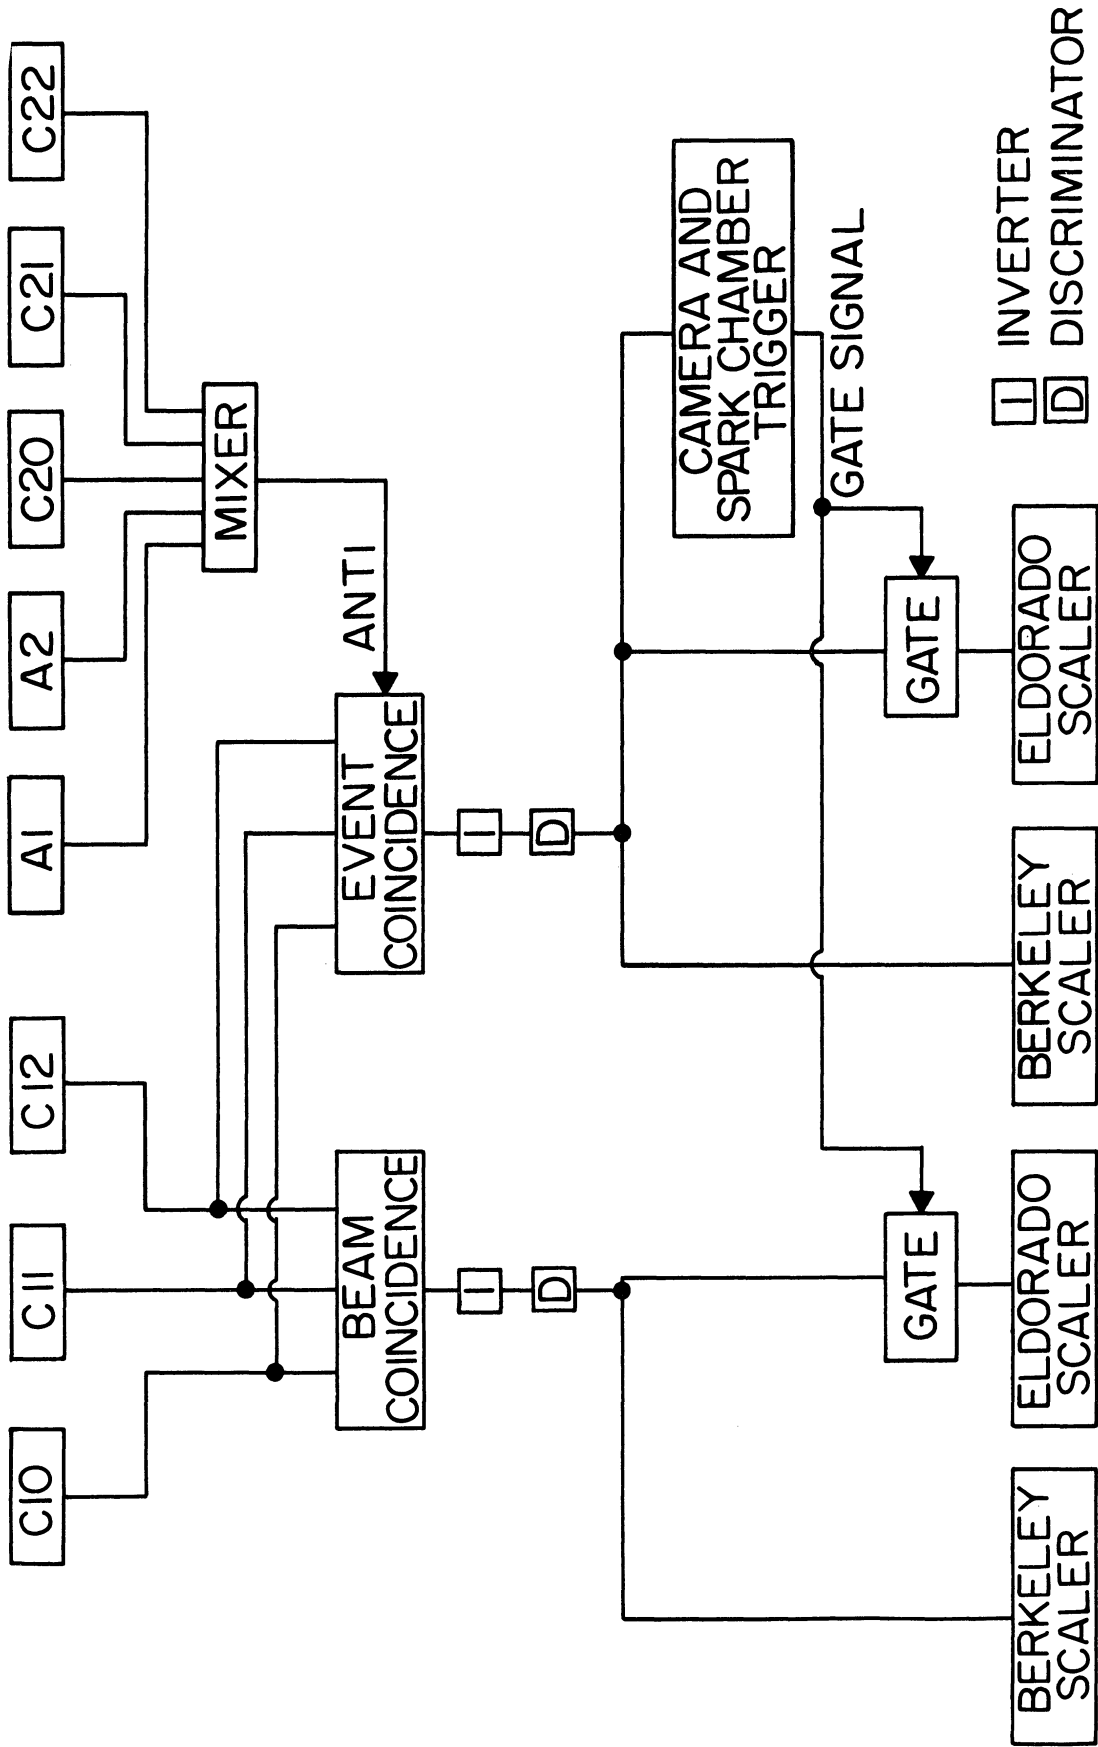 C10
C11
C12
A1
A2
C20
C21
C22
MIXER
ANTI
BEAM
COINCIDENCE
EVENT
COINCIDENCE
I
D
I
D
CAMERA AND
SPARK CHAMBER
TRIGGER
GATE SIGNAL
GATE
GATE
BERKELEY
SCALER
ELDORADO
SCALER
BERKELEY
SCALER
ELDORADO
SCALER
I INVERTER
D DISCRIMINATOR